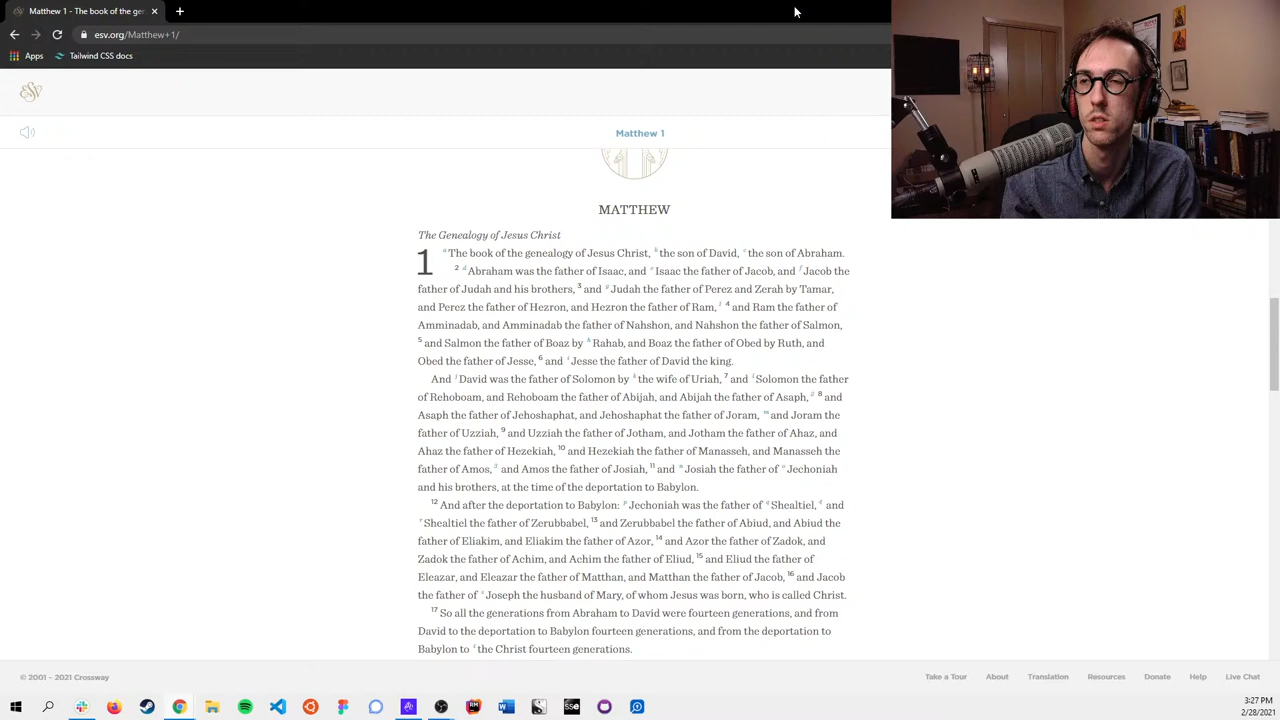 Matthew 1 - The book of the ger
esv.org/Matthew+1/
Apps
Tailwind CSS docs
ESV
Matthew 1
MATTHEW
The Genealogy of Jesus Christ
1 a The book of the genealogy of Jesus Christ, b the son of David, c the son of Abraham.
2 d Abraham was the father of Isaac, and e Isaac the father of Jacob, and f Jacob the
father of Judah and his brothers, 3 and g Judah the father of Perez and Zerah by Tamar,
and Perez the father of Hezron, and Hezron the father of Ram, 1 4 and Ram the father of
Amminadab, and Amminadab the father of Nahshon, and Nahshon the father of Salmon,
5 and Salmon the father of Boaz by h Rahab, and Boaz the father of Obed by Ruth, and
Obed the father of Jesse, 6 and i Jesse the father of David the king.
And j David was the father of Solomon by k the wife of Uriah, 7 and l Solomon the father
of Rehoboam, and Rehoboam the father of Abijah, and Abijah the father of Asaph, 2 8 and
Asaph the father of Jehoshaphat, and Jehoshaphat the father of Joram, m and Joram the
father of Uzziah, 9 and Uzziah the father of Jotham, and Jotham the father of Ahaz, and
Ahaz the father of Hezekiah, 10 and Hezekiah the father of Manasseh, and Manasseh the
father of Amos, 3 and Amos the father of Josiah, 11 and n Josiah the father of o Jechoniah
and his brothers, at the time of the deportation to Babylon.
12 And after the deportation to Babylon: p Jechoniah was the father of q Shealtiel, 4 and
r Shealtiel the father of Zerubbabel, 13 and Zerubbabel the father of Abiud, and Abiud the
father of Eliakim, and Eliakim the father of Azor, 14 and Azor the father of Zadok, and
Zadok the father of Achim, and Achim the father of Eliud, 15 and Eliud the father of
Eleazar, and Eleazar the father of Matthan, and Matthan the father of Jacob, 16 and Jacob
the father of s Joseph the husband of Mary, of whom Jesus was born, who is called Christ.
17 So all the generations from Abraham to David were fourteen generations, and from
David to the deportation to Babylon fourteen generations, and from the deportation to
Babylon to t the Christ fourteen generations.
© 2001 – 2021 Crossway
Take a Tour
About
Translation
Resources
Donate
Help
Live Chat
3:27 PM
2/28/2021